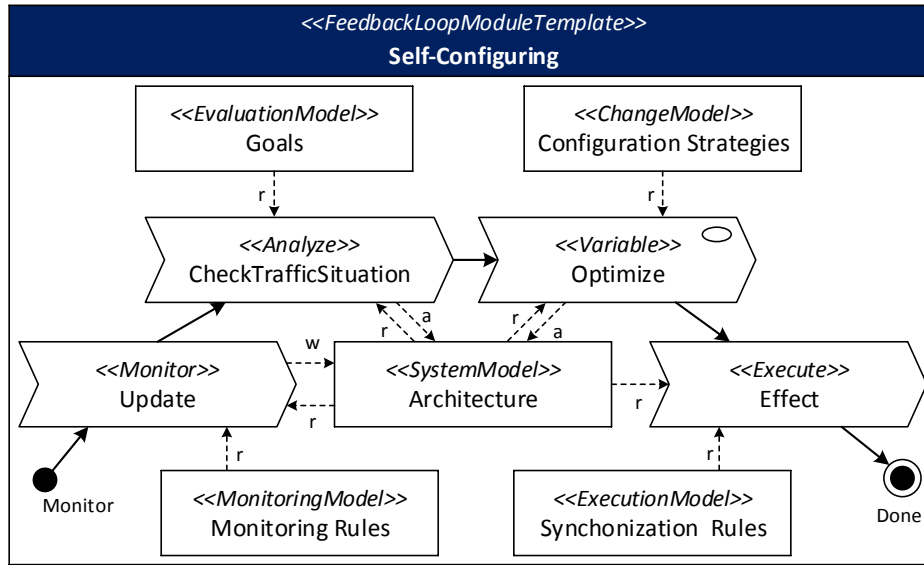 <<FeedbackLoopModuleTemplate>>
Self-Configuring
<<EvaluationModel>>
Goals
<<ChangeModel>>
Configuration Strategies
r
r
<<Analyze>>
CheckTrafficSituation
<<Variable>>
Optimize
a
r
r
a
w
<<Monitor>>
Update
<<SystemModel>>
Architecture
<<Execute>>
Effect
r
r
r
r
Monitor
<<MonitoringModel>>
Monitoring Rules
<<ExecutionModel>>
Synchonization Rules
Done